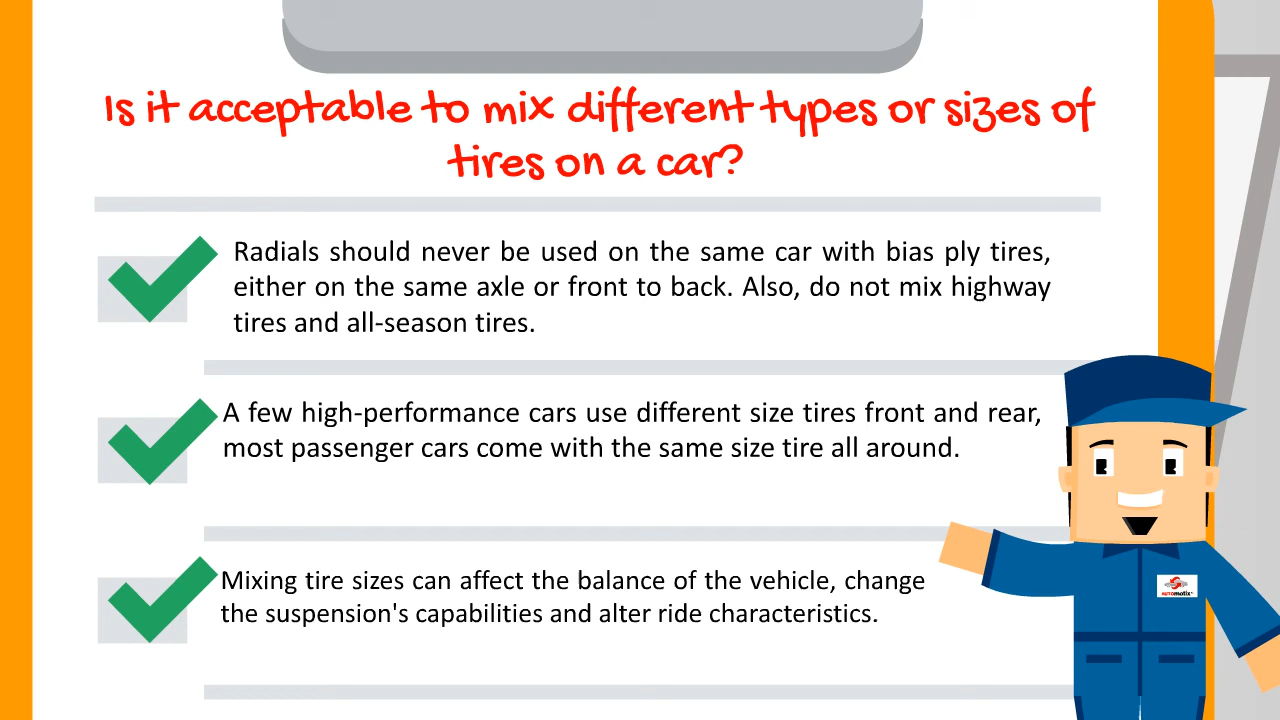 Is it acceptable to mix different types or sizes of
tires on a car?
Radials should never be used on the same car with bias ply tires,
either on the same axle or front to back. Also, do not mix highway
tires and all-season tires.
A few high-performance cars use different size tires front and rear,
most passenger cars come with the same size tire all around.
Mixing tire sizes can affect the balance of the vehicle, change
the suspension's capabilities and alter ride characteristics.
AUTOmotix